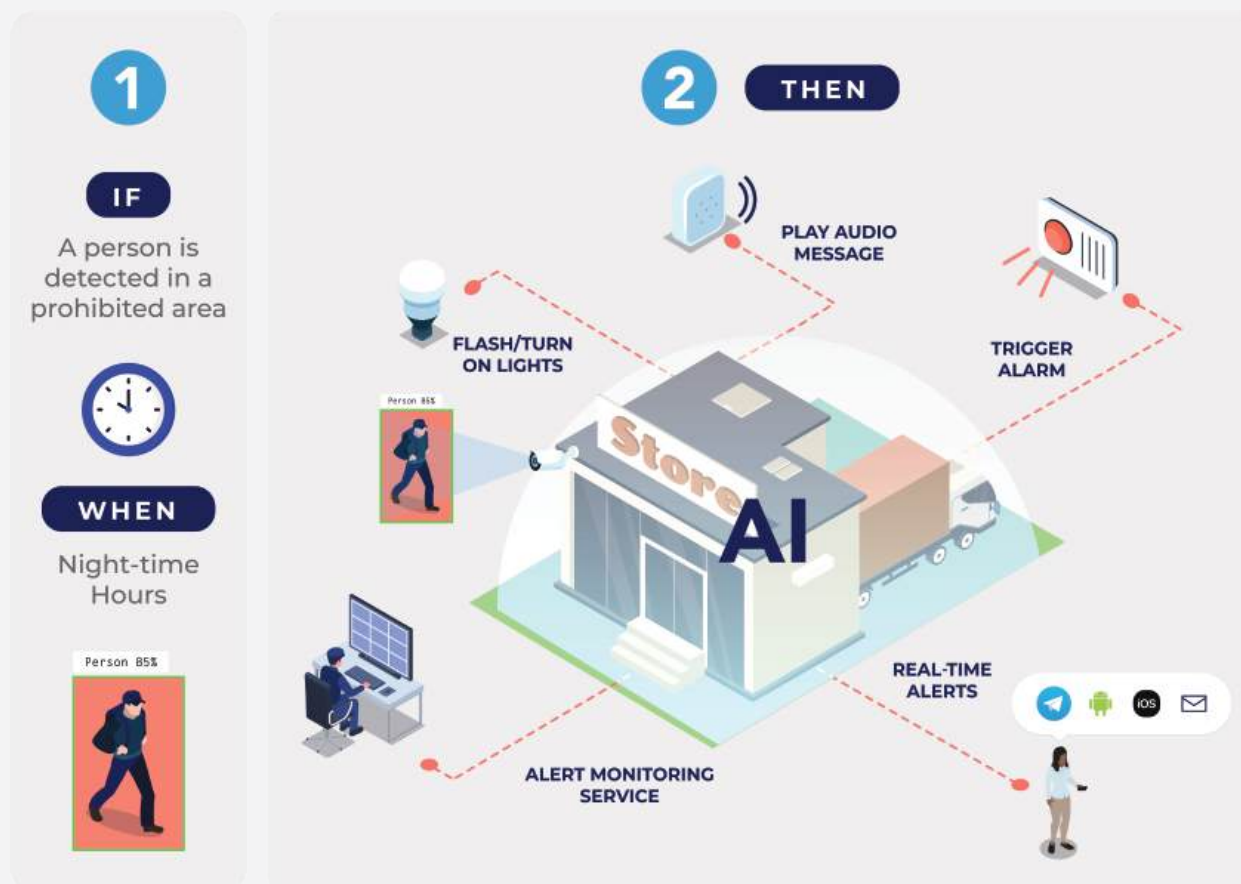 1
IF
A person is
detected in a
prohibited area
WHEN
Night-time
Hours
Person 85%
2
THEN
PLAY AUDIO
MESSAGE
FLASH/TURN
ON LIGHTS
TRIGGER
ALARM
Person 85%
Store
AI
REAL-TIME
ALERTS
iOS
ALERT MONITORING
SERVICE